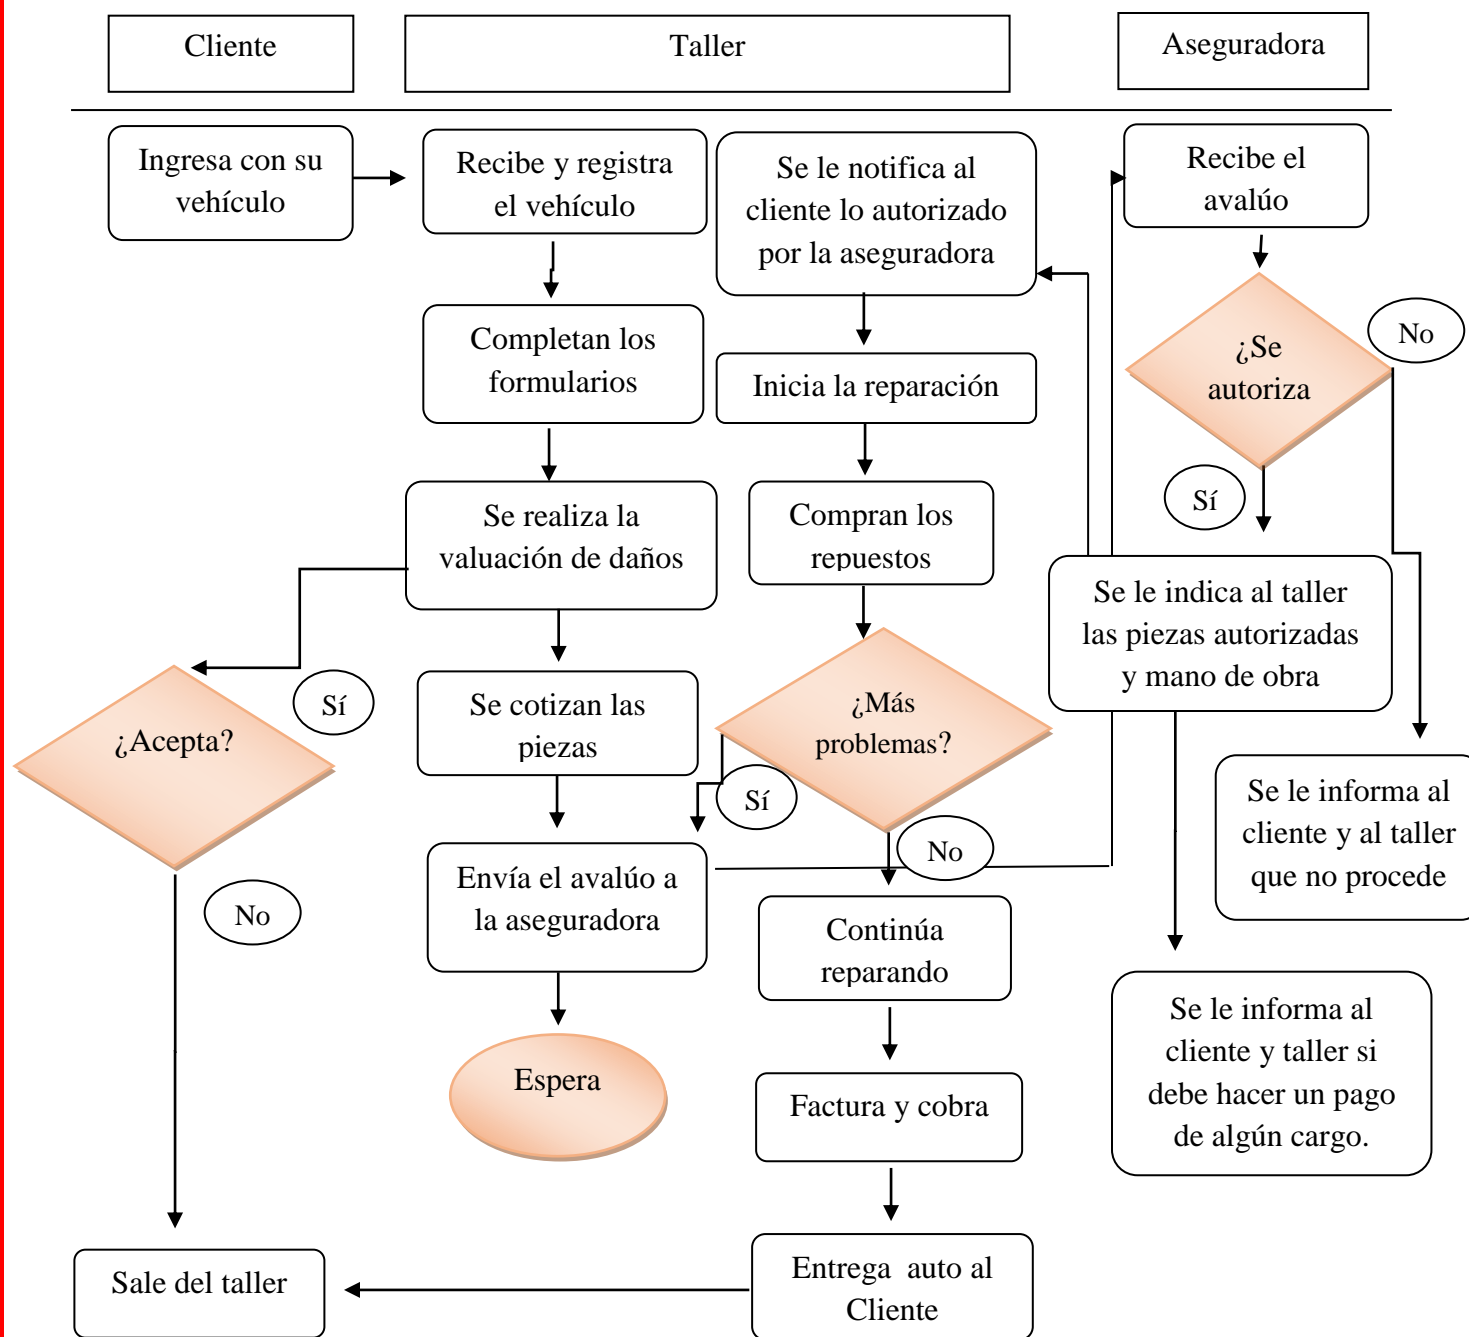 Cliente
Taller
Aseguradora
Ingresa con su
vehículo
Recibe y registra
el vehículo
Se le notifica al
cliente lo autorizado
por la aseguradora
Recibe el
avalúo
Completan los
formularios
Inicia la reparación
¿Se
autoriza
No
Sí
Se realiza la
valuación de daños
Compran los
repuestos
Se le indica al taller
las piezas autorizadas
y mano de obra
¿Acepta?
Sí
Se cotizan las
piezas
¿Más
problemas?
Sí
No
Se le informa al
cliente y al taller
que no procede
No
Envía el avalúo a
la aseguradora
Continúa
reparando
Espera
Factura y cobra
Se le informa al
cliente y taller si
debe hacer un pago
de algún cargo.
Sale del taller
Entrega  auto al
Cliente